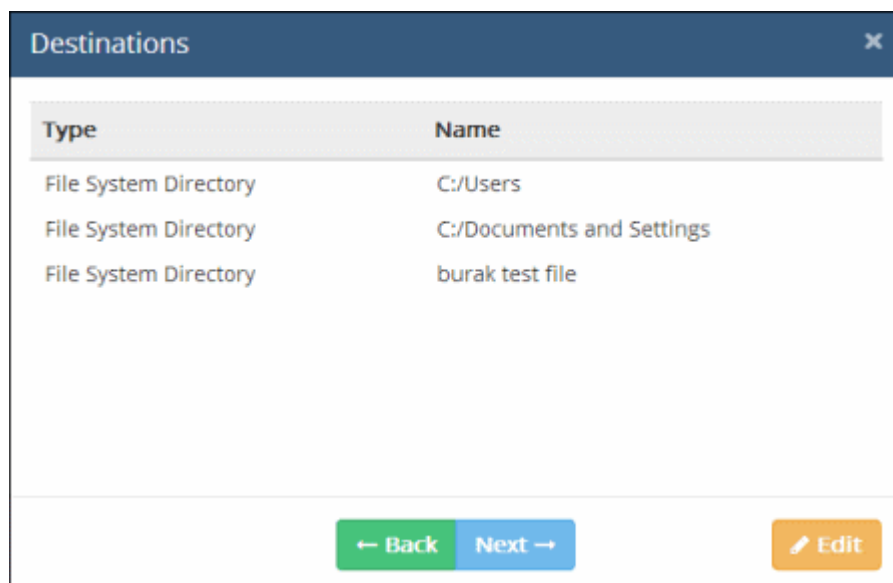 Destinations ×
Type Name
File System Directory C:/Users
File System Directory C:/Documents and Settings
File System Directory burak test file
← Back Next → Edit